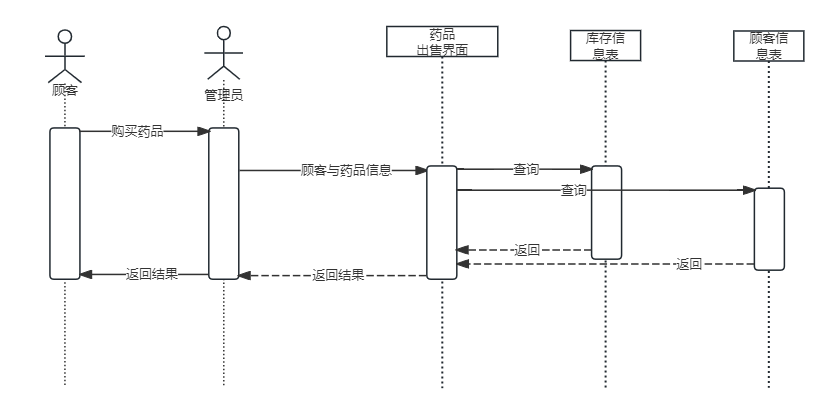 顾客
管理员
药品
出售界面
库存信
息表
顾客信
息表
购买药品
顾客与药品信息
查询
查询
返回
返回
返回结果
返回结果